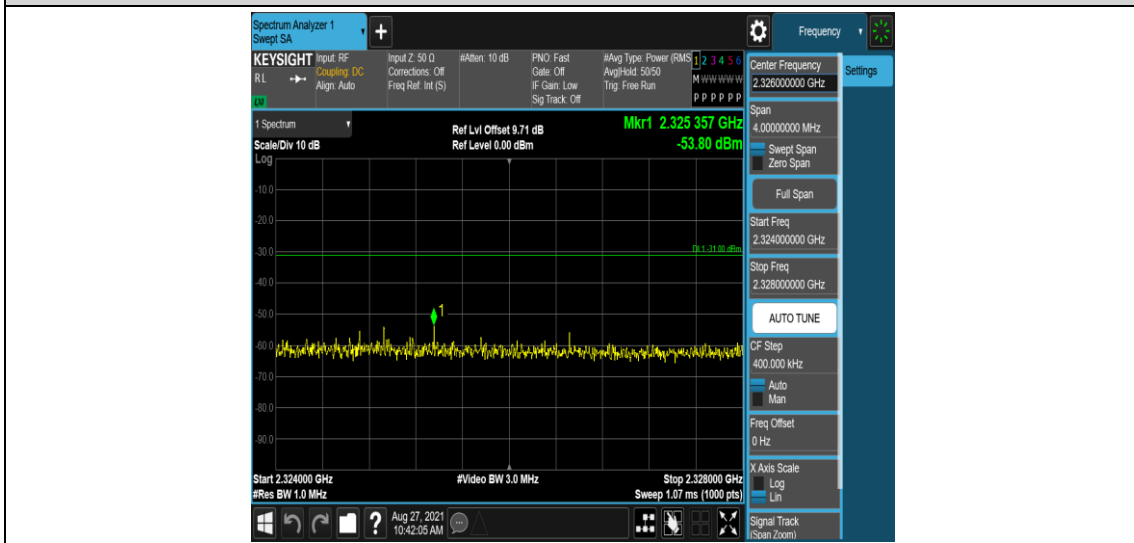 Spectrum Analyzer 1
Swept SA
+
Frequency
KEYSIGHT
Input: RF
Input Z: 50 Ω
#Atten: 10 dB
PNO: Fast
#Avg Type: Power (RMS
1 2 3 4 5 6
RL
Coupling: DC
Corrections: Off
Gate: Off
Avg|Hold: 50/50
M W W W W W
Align: Auto
Freq Ref: Int (S)
IF Gain: Low
Trig: Free Run
Sig Track: Off
P P P P P P
1 Spectrum
Ref Lvl Offset 9.71 dB
Mkr1 2.325 357 GHz
Scale/Div 10 dB
Ref Level 0.00 dBm
-53.80 dBm
Log
-10.0
-20.0
-30.0
DL1 -31.00 dBm
-40.0
-50.0
1
-60.0
-70.0
-80.0
-90.0
Start 2.324000 GHz
#Video BW 3.0 MHz
Stop 2.328000 GHz
#Res BW 1.0 MHz
Sweep 1.07 ms (1000 pts)
Center Frequency
2.326000000 GHz
Settings
Span
4.00000000 MHz
Swept Span
Zero Span
Full Span
Start Freq
2.324000000 GHz
Stop Freq
2.328000000 GHz
AUTO TUNE
CF Step
400.000 kHz
Auto
Man
Freq Offset
0 Hz
X Axis Scale
Log
Lin
Signal Track
(Span Zoom)
?
Aug 27, 2021
10:42:05 AM